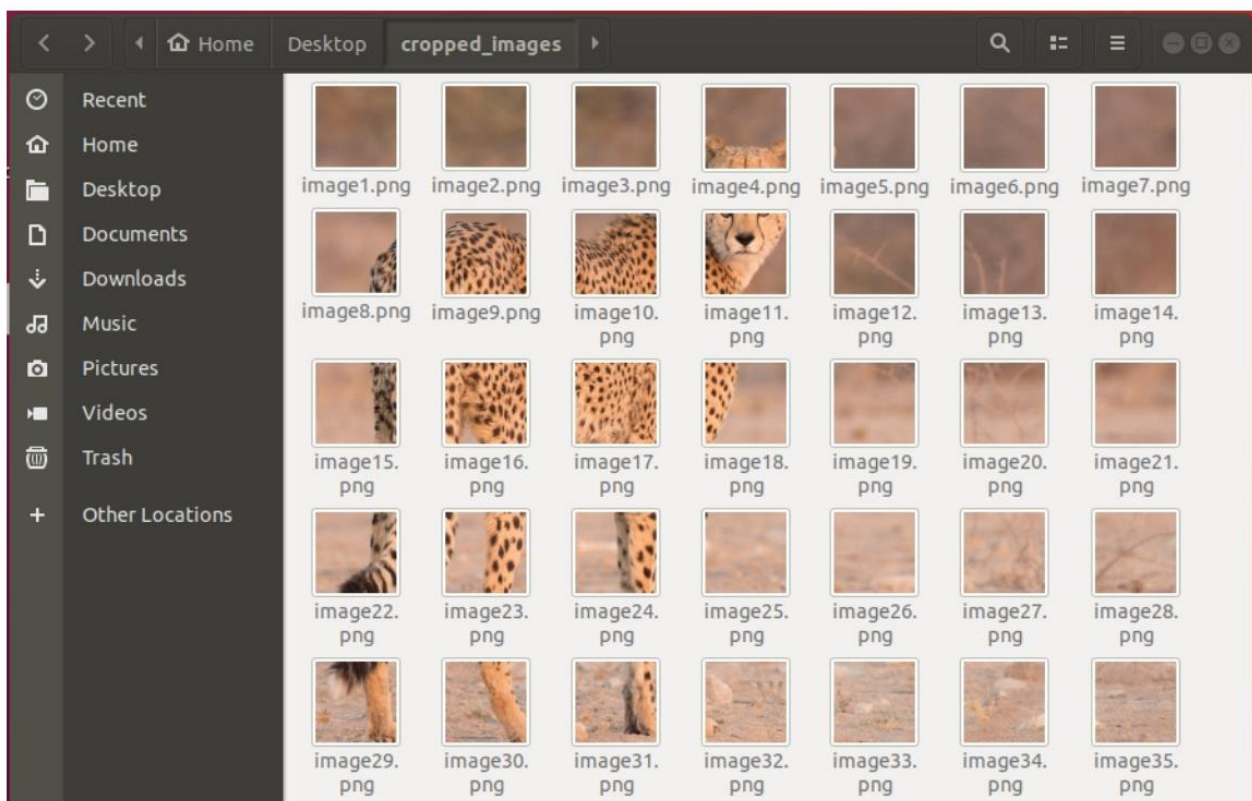 Home Desktop cropped_images
Recent
Home
Desktop
Documents
Downloads
Music
Pictures
Videos
Trash
Other Locations
image1.png image2.png image3.png image4.png image5.png image6.png image7.png
image8.png image9.png image10. image11. image12. image13. image14.
png png png png png
image15. image16. image17. image18. image19. image20. image21.
png png png png png png png
image22. image23. image24. image25. image26. image27. image28.
png png png png png png png
image29. image30. image31. image32. image33. image34. image35.
png png png png png png png